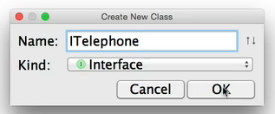 Create New Class
Name: ITelephone
Kind: Interface
Cancel OK